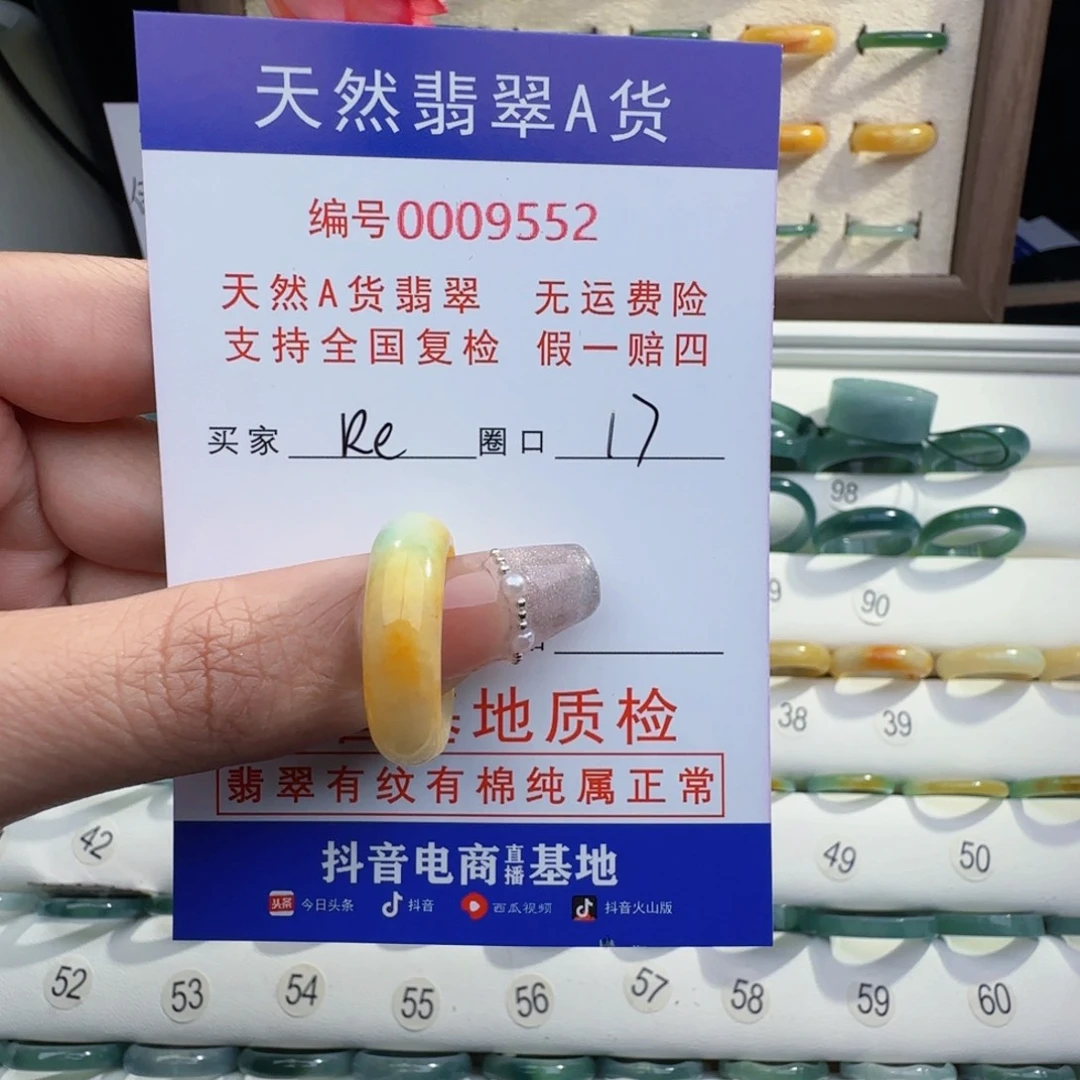 天然翡翠A货
编号0009552
天然A货翡翠 无运费险
支持全国复检 假一赔四
买家 Re 圈口 17
地质检
翡翠有纹有棉纯属正常
抖音电商直播基地
头条 今日头条 抖音 西瓜视频 抖音火山版
98
90
38 39
42 49 50
52 53 54 55 56 57 58 59 60